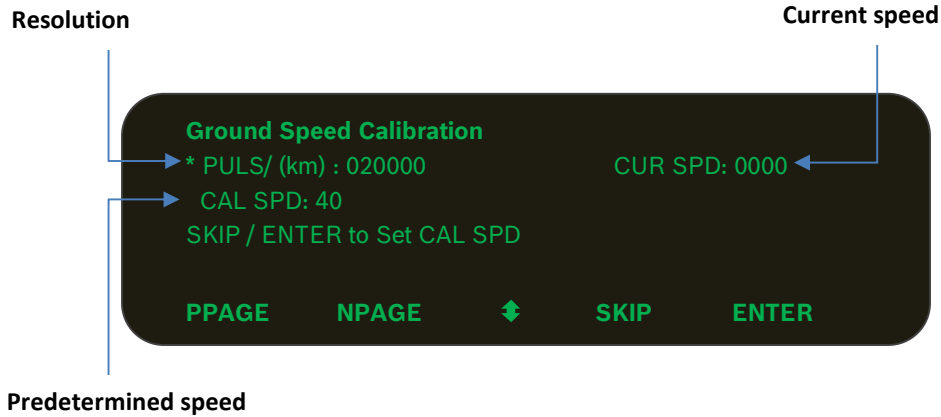 Resolution
Current speed
Ground Speed Calibration
* PULS/ (km) : 020000 CUR SPD: 0000
CAL SPD: 40
SKIP / ENTER to Set CAL SPD
PPAGE NPAGE SKIP ENTER
Predetermined speed